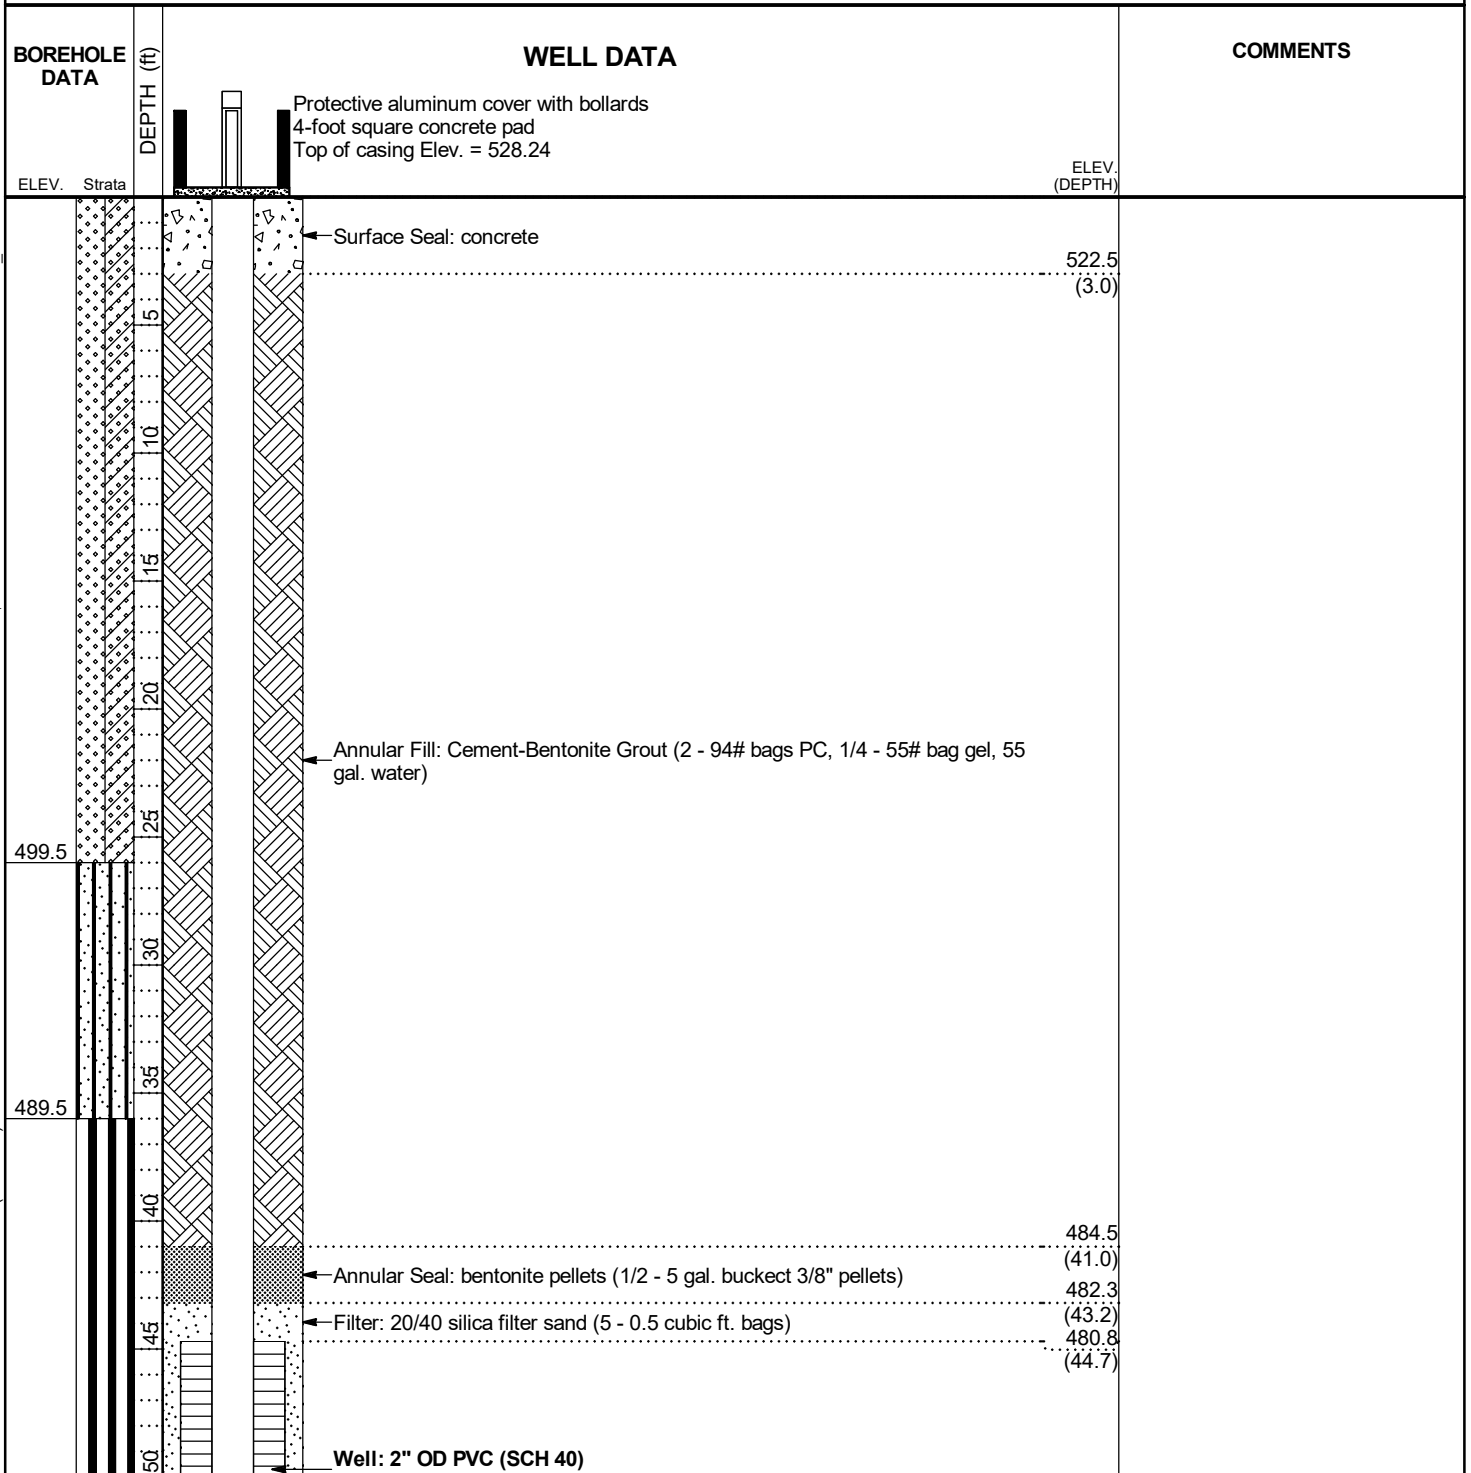 BOREHOLE
DATA
DEPTH (ft)
WELL DATA
COMMENTS
Protective aluminum cover with bollards
4-foot square concrete pad
Top of casing Elev. = 528.24
ELEV.
(DEPTH)
ELEV. Strata
Surface Seal: concrete
522.5
(3.0)
5
10
15
20
Annular Fill: Cement-Bentonite Grout (2 - 94# bags PC, 1/4 - 55# bag gel, 55
gal. water)
25
499.5
30
35
489.5
40
484.5
(41.0)
Annular Seal: bentonite pellets (1/2 - 5 gal. buckect 3/8" pellets)
482.3
(43.2)
Filter: 20/40 silica filter sand (5 - 0.5 cubic ft. bags)
480.8
45
(44.7)
50
Well: 2" OD PVC (SCH 40)